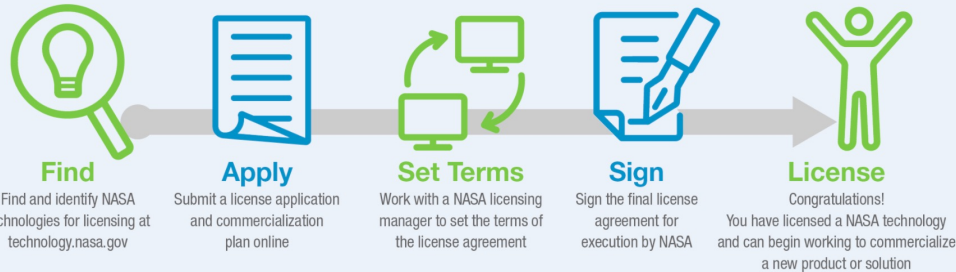 Find
Find and identify NASA
chnologies for licensing at
technology.nasa.gov
Apply
Submit a license application
and commercialization
plan online
Set Terms
Work with a NASA licensing
manager to set the terms of
the license agreement
Sign
Sign the final license
agreement for
execution by NASA
License
Congratulations!
You have licensed a NASA technology
and can begin working to commercialize
a new product or solution